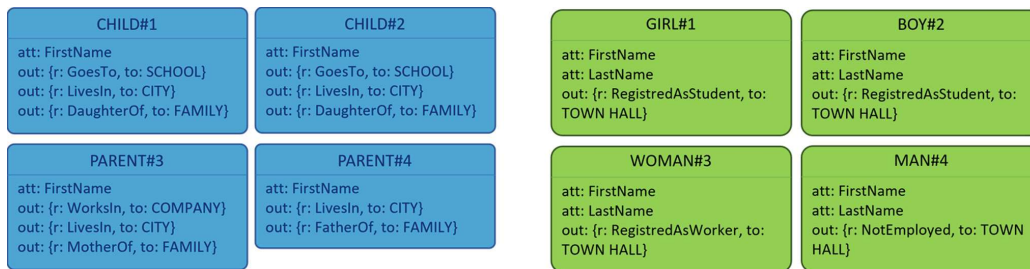 CHILD#1
att: FirstName
out: {r: GoesTo, to: SCHOOL}
out: {r: LivesIn, to: CITY}
out: {r: DaughterOf, to: FAMILY}
CHILD#2
att: FirstName
out: {r: GoesTo, to: SCHOOL}
out: {r: LivesIn, to: CITY}
out: {r: DaughterOf, to: FAMILY}
PARENT#3
att: FirstName
out: {r: WorksIn, to: COMPANY}
out: {r: LivesIn, to: CITY}
out: {r: MotherOf, to: FAMILY}
PARENT#4
att: FirstName
out: {r: LivesIn, to: CITY}
out: {r: FatherOf, to: FAMILY}
GIRL#1
att: FirstName
att: LastName
out: {r: RegistredAsStudent, to:
TOWN HALL}
BOY#2
att: FirstName
att: LastName
out: {r: RegistredAsStudent, to:
TOWN HALL}
WOMAN#3
att: FirstName
att: LastName
out: {r: RegistredAsWorker, to:
TOWN HALL}
MAN#4
att: FirstName
att: LastName
out: {r: NotEmployed, to: TOWN
HALL}